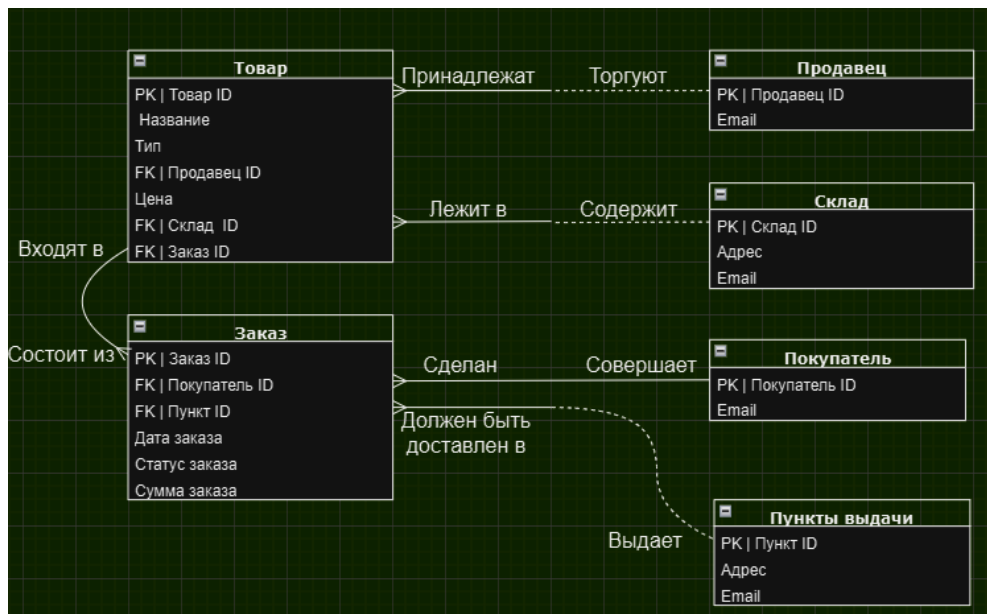 Товар
PK | Товар ID
Название
Тип
FK | Продавец ID
Цена
FK | Склад ID
FK | Заказ ID
Принадлежат
Торгуют
Продавец
PK | Продавец ID
Email
Лежит в
Содержит
Склад
PK | Склад ID
Адрес
Email
Входят в
Состоит из
Заказ
PK | Заказ ID
FK | Покупатель ID
FK | Пункт ID
Дата заказа
Статус заказа
Сумма заказа
Сделан
Совершает
Покупатель
PK | Покупатель ID
Email
Должен быть
доставлен в
Выдает
Пункты выдачи
PK | Пункт ID
Адрес
Email